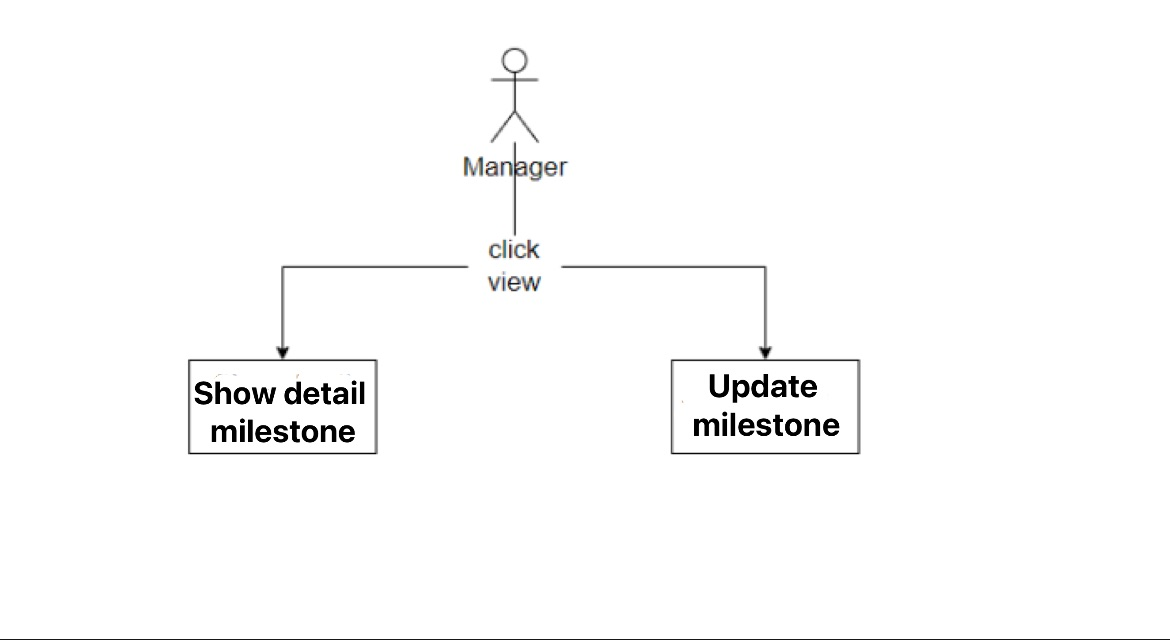 Manager
click
view
Show detail
milestone
Update
milestone